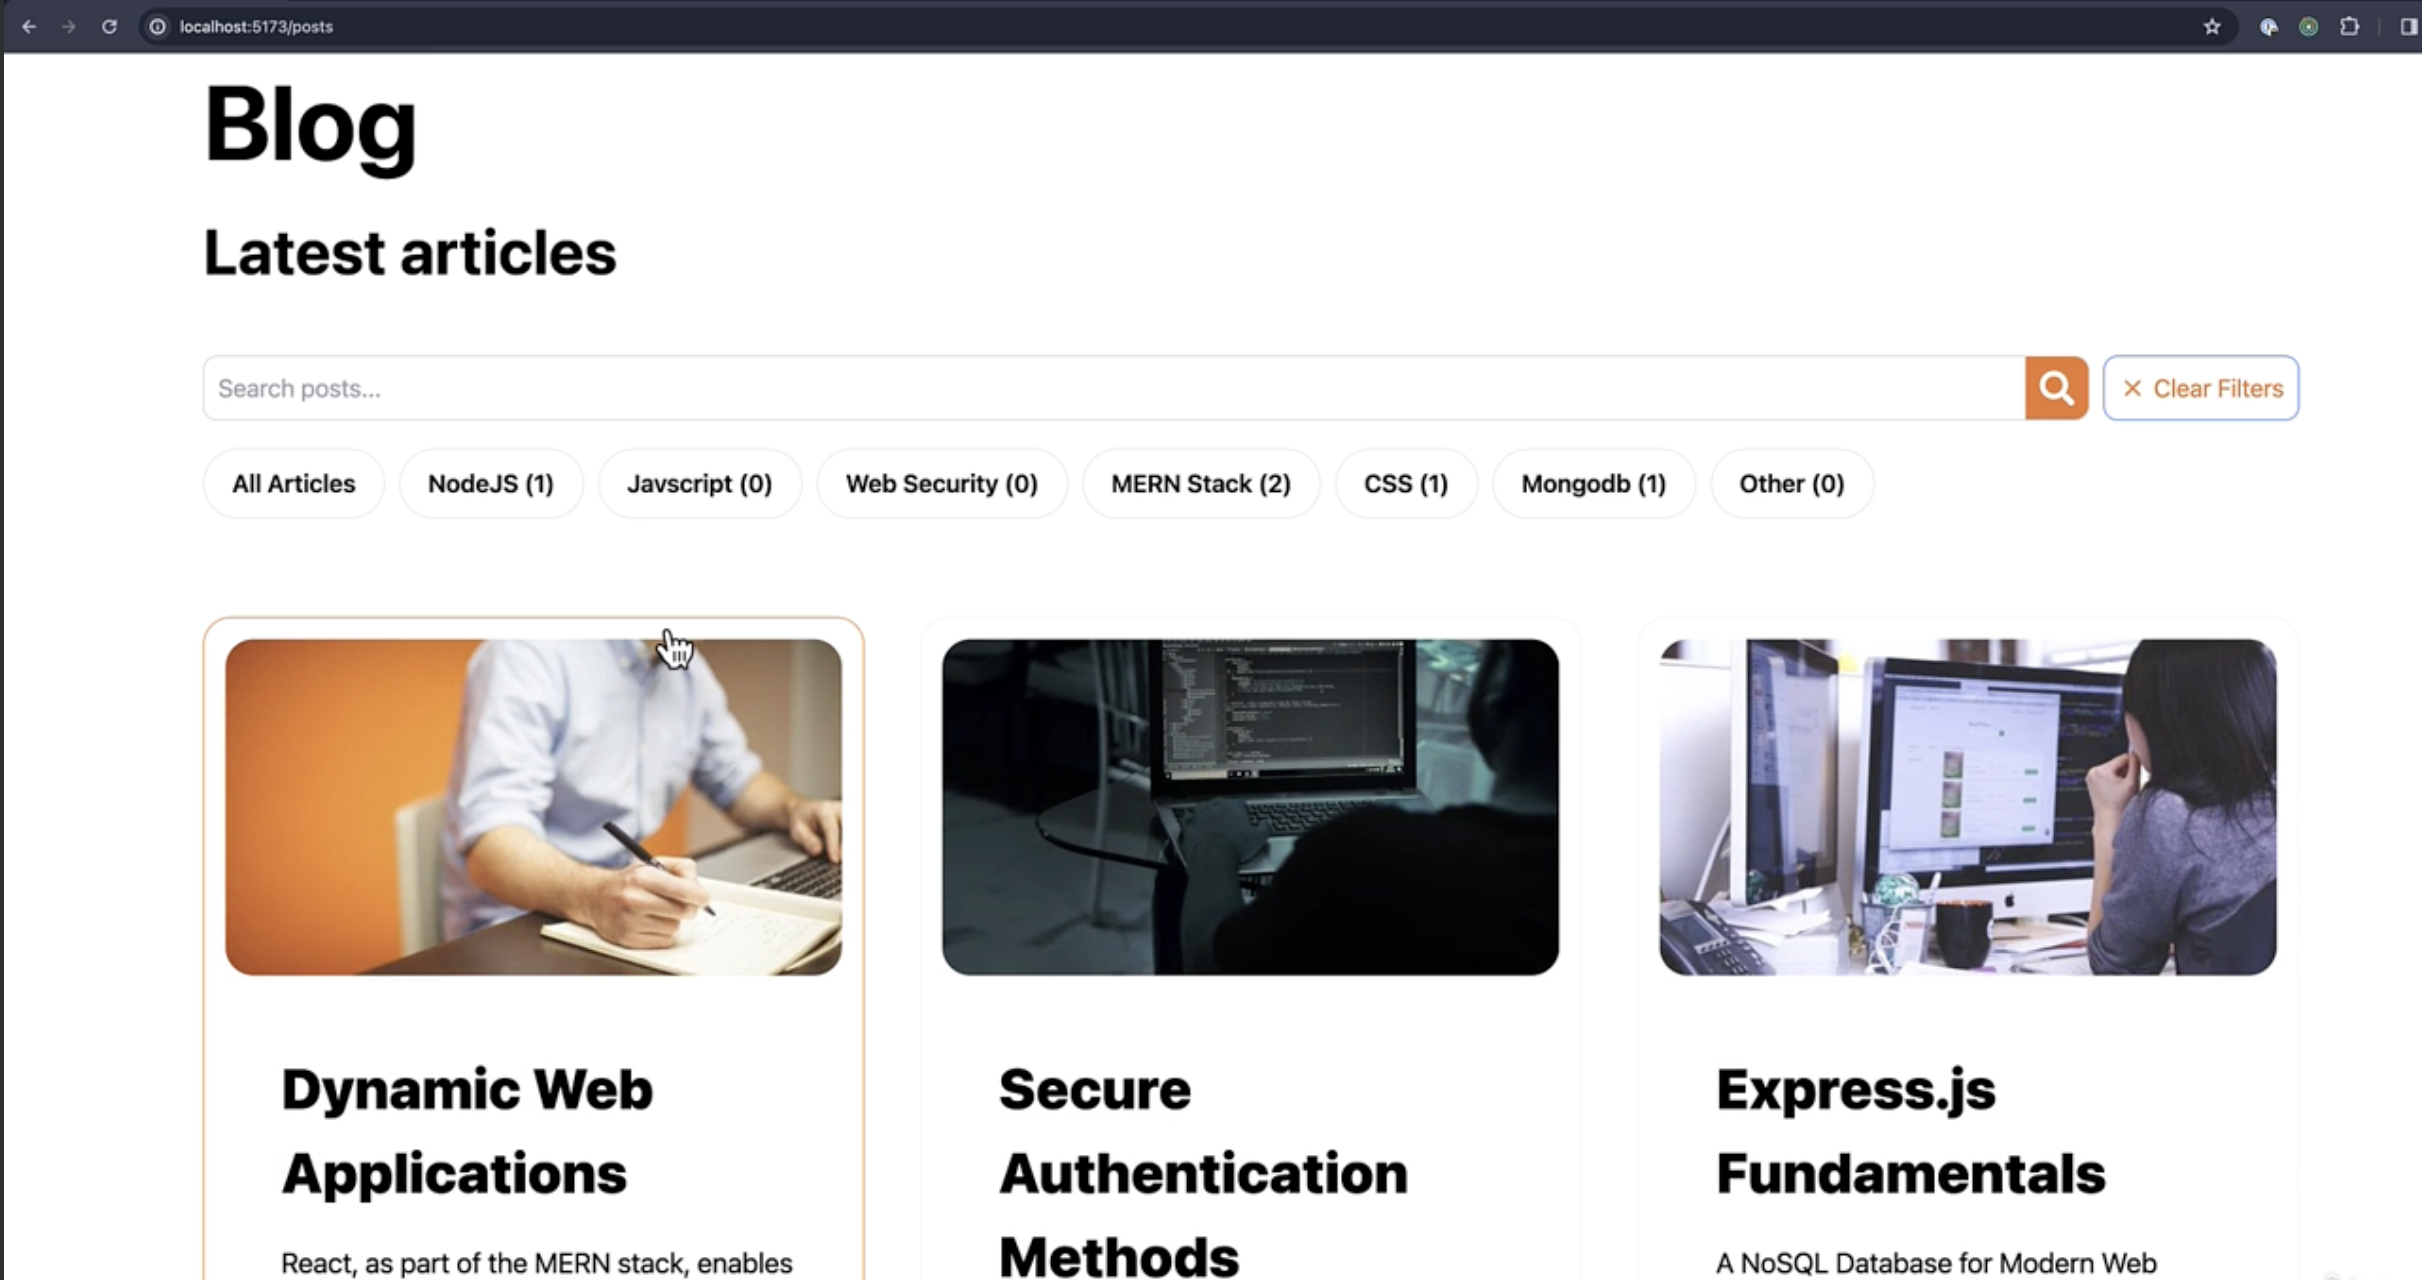 localhost:5173/posts
Blog
Latest articles
Search posts...
Clear Filters
All Articles
NodeJS (1)
Javscript (0)
Web Security (0)
MERN Stack (2)
CSS (1)
Mongodb (1)
Other (0)
Dynamic Web
Applications
React, as part of the MERN stack, enables
Secure
Authentication
Methods
Express.js
Fundamentals
A NoSQL Database for Modern Web